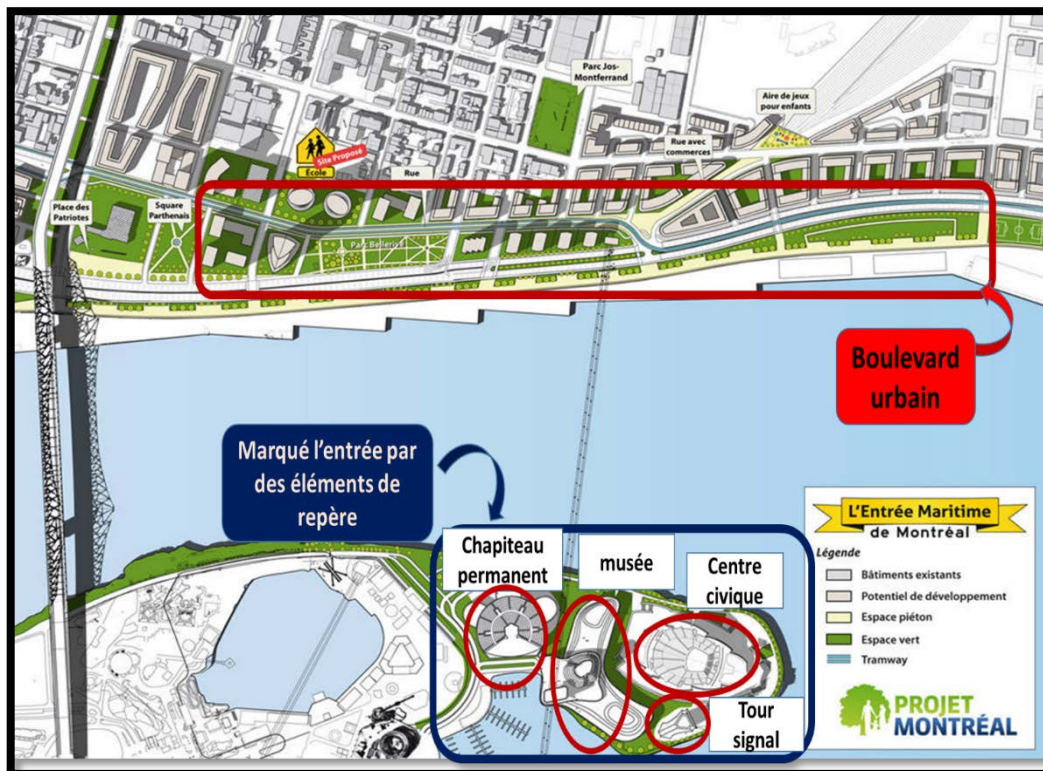 Parc Jos-
Montferrand
Aire de jeux
pour enfants
Rue avec
commerces
Site Proposé
École
Rue
Place des
Patriotes
Square
Parthenais
Parc Bellerive
Boulevard
urbain
Marqué l'entrée par
des éléments de
repère
Chapiteau
permanent
musée
Centre
civique
Tour
signal
L'Entrée Maritime
de Montréal
Légende
Bâtiments existants
Potentiel de développement
Espace piéton
Espace vert
Tramway
PROJET
MONTRÉAL